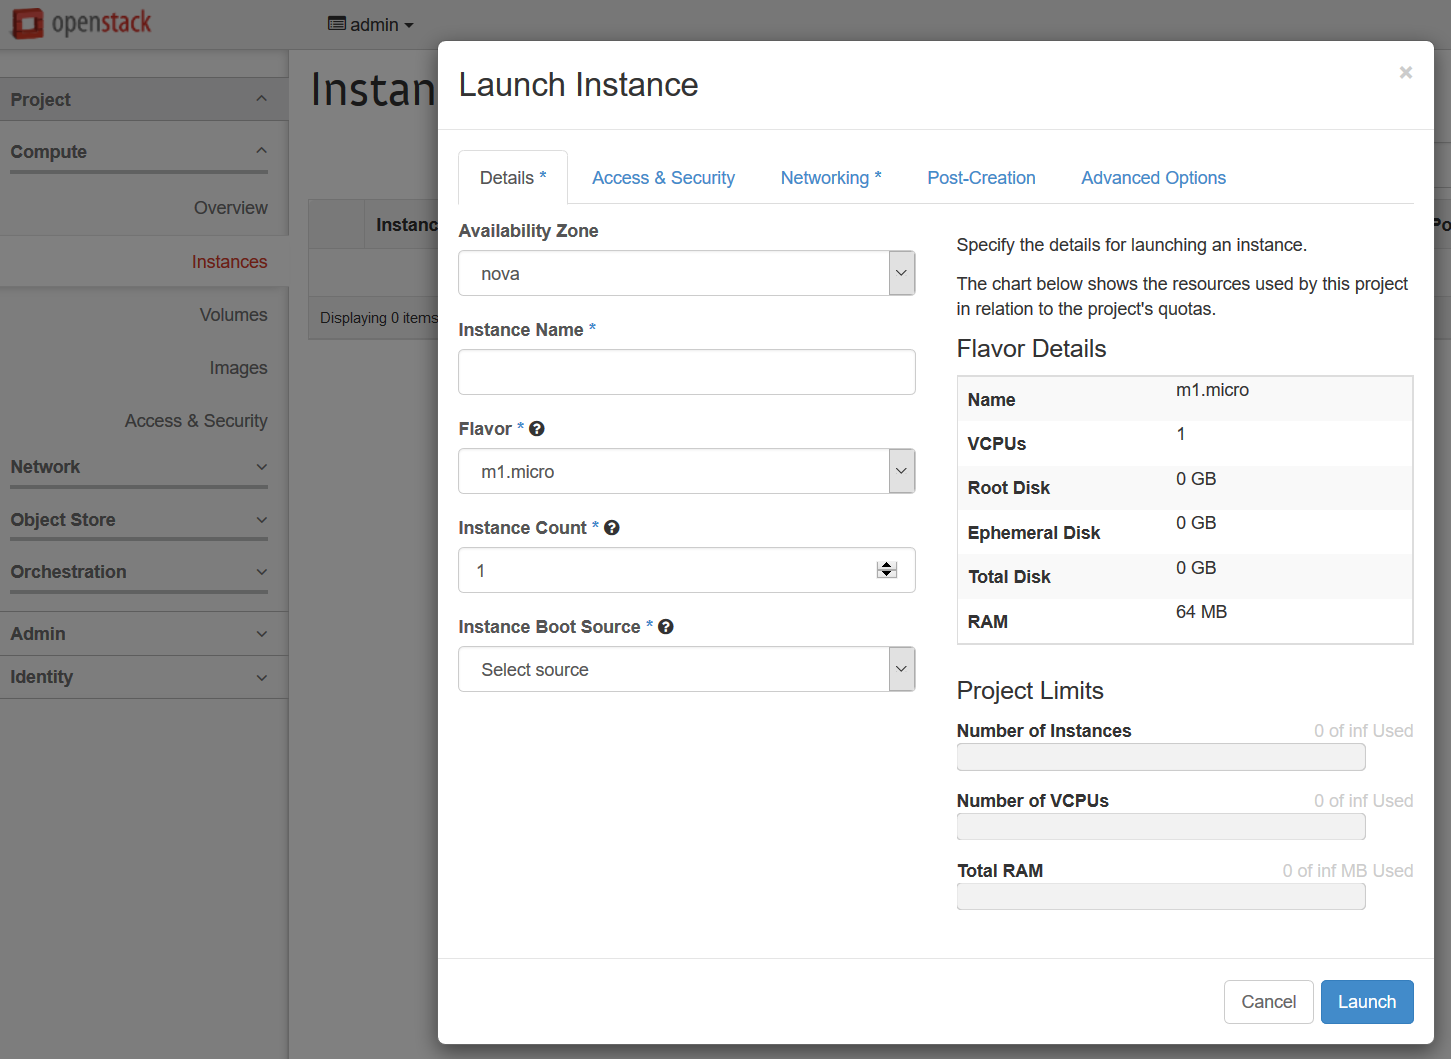 openstack
admin
Project
Compute
Overview
Instances
Volumes
Images
Access & Security
Network
Object Store
Orchestration
Admin
Identity
Displaying 0 items
Launch Instance
×
Details *
Access & Security
Networking *
Post-Creation
Advanced Options
Availability Zone
nova
Instance Name *
Flavor * ?
m1.micro
Instance Count * ?
1
Instance Boot Source * ?
Select source
Specify the details for launching an instance.
The chart below shows the resources used by this project
in relation to the project's quotas.
Flavor Details
Name m1.micro
VCPUs 1
Root Disk 0 GB
Ephemeral Disk 0 GB
Total Disk 0 GB
RAM 64 MB
Project Limits
Number of Instances 0 of inf Used
Number of VCPUs 0 of inf Used
Total RAM 0 of inf MB Used
Cancel
Launch